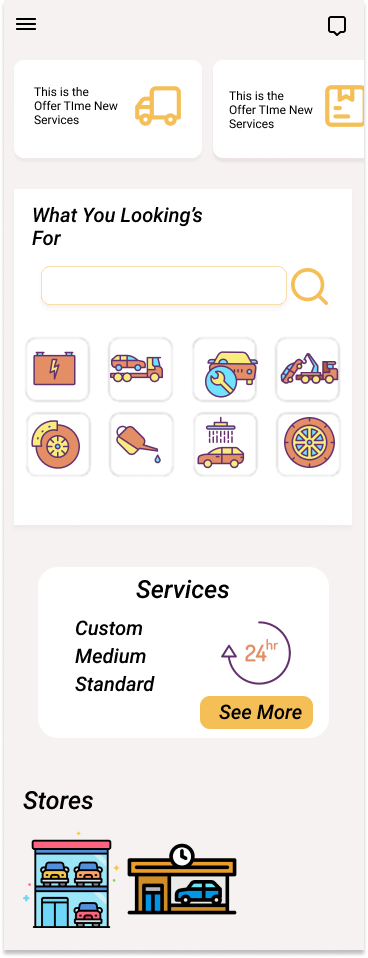 This is the
Offer TIme New
Services
This is the
Offer TIme New
Services
What You Looking's
For
Services
Custom
Medium
Standard
24hr
See More
Stores